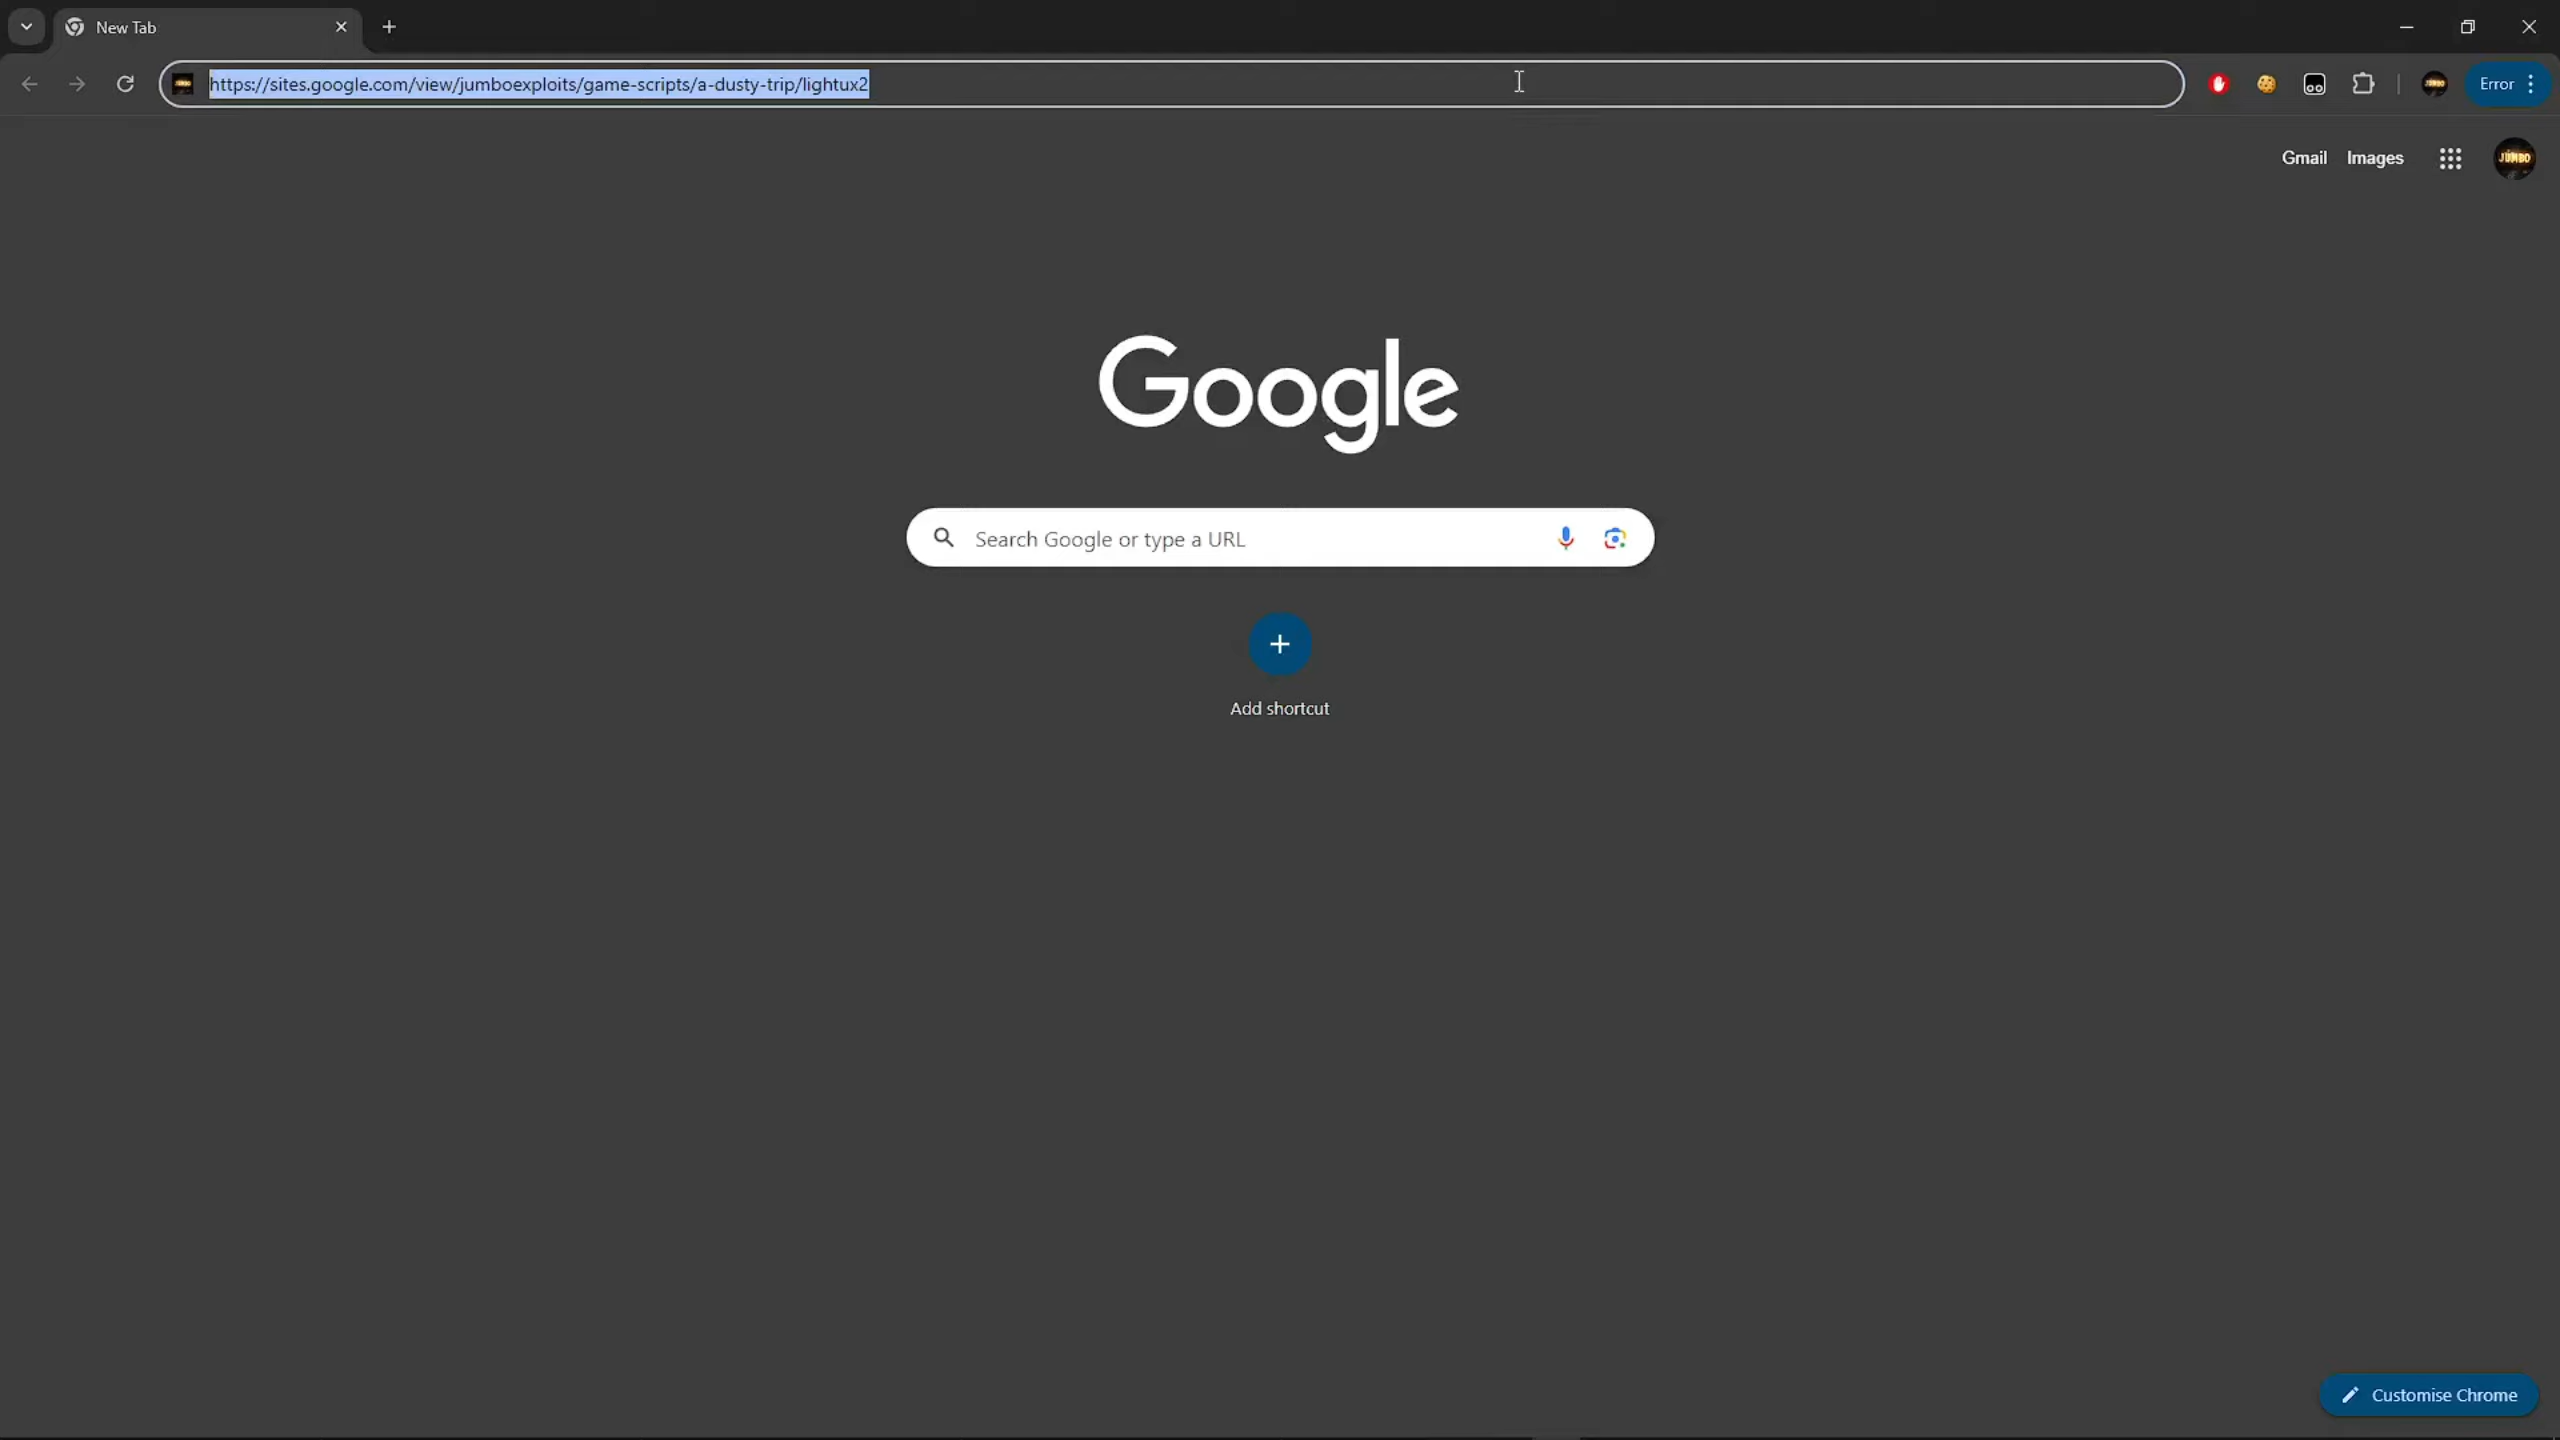 New Tab
https://sites.google.com/view/jumboexploits/game-scripts/a-dusty-trip/lightux2
Error
Gmail
Images
JUMBO
Google
Search Google or type a URL
Add shortcut
Customise Chrome